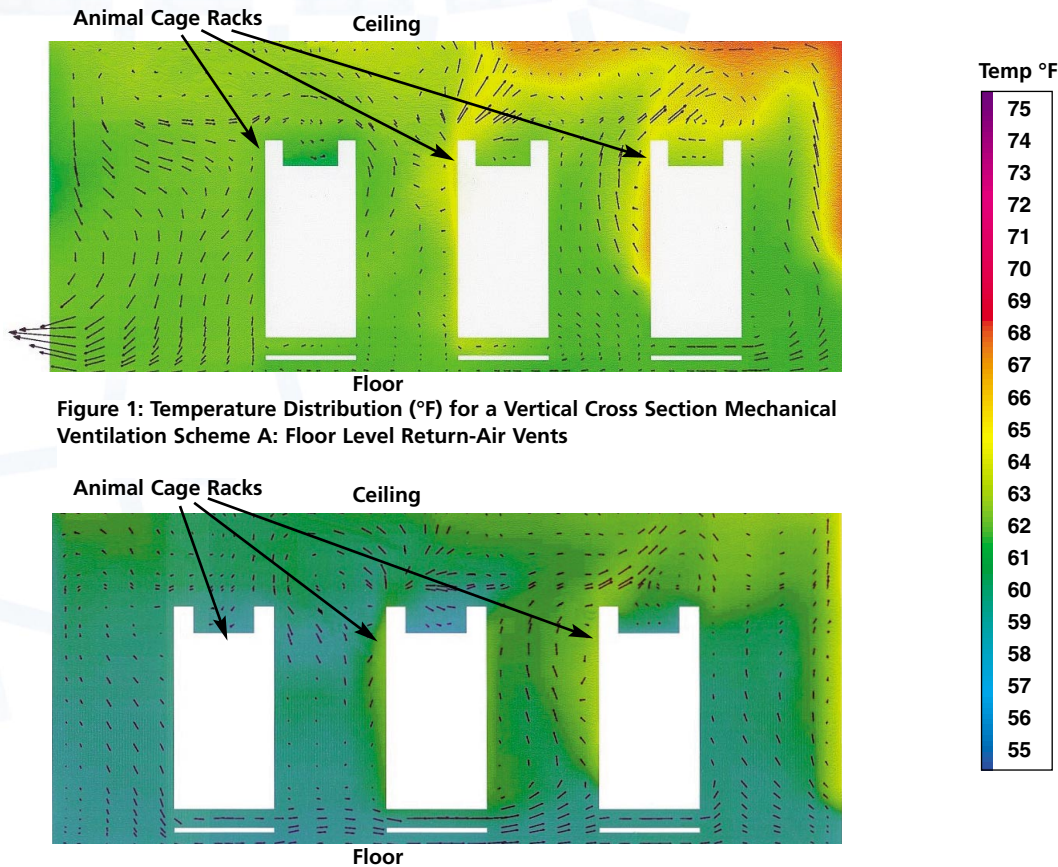 Animal Cage Racks
Ceiling
Temp °F
75
74
73
72
71
70
69
68
67
66
65
64
63
62
61
60
59
58
57
56
55
Floor
Figure 1: Temperature Distribution (°F) for a Vertical Cross Section Mechanical
Ventilation Scheme A: Floor Level Return-Air Vents
Animal Cage Racks
Ceiling
Floor